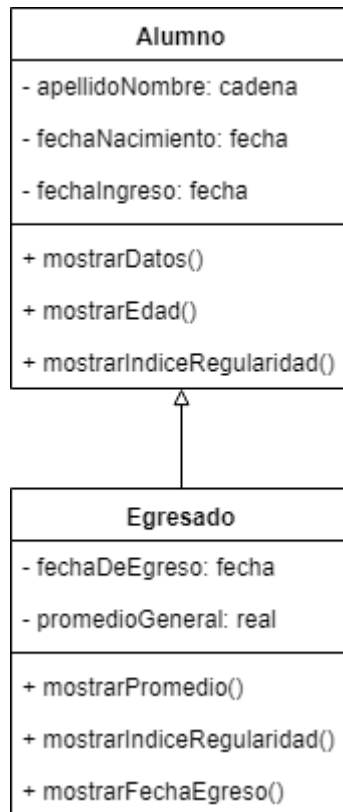 Alumno
- apellidoNombre: cadena
- fechaNacimiento: fecha
- fechaIngreso: fecha
+ mostrarDatos()
+ mostrarEdad()
+ mostrarIndiceRegularidad()
Egresado
- fechaDeEgreso: fecha
- promedioGeneral: real
+ mostrarPromedio()
+ mostrarIndiceRegularidad()
+ mostrarFechaEgreso()